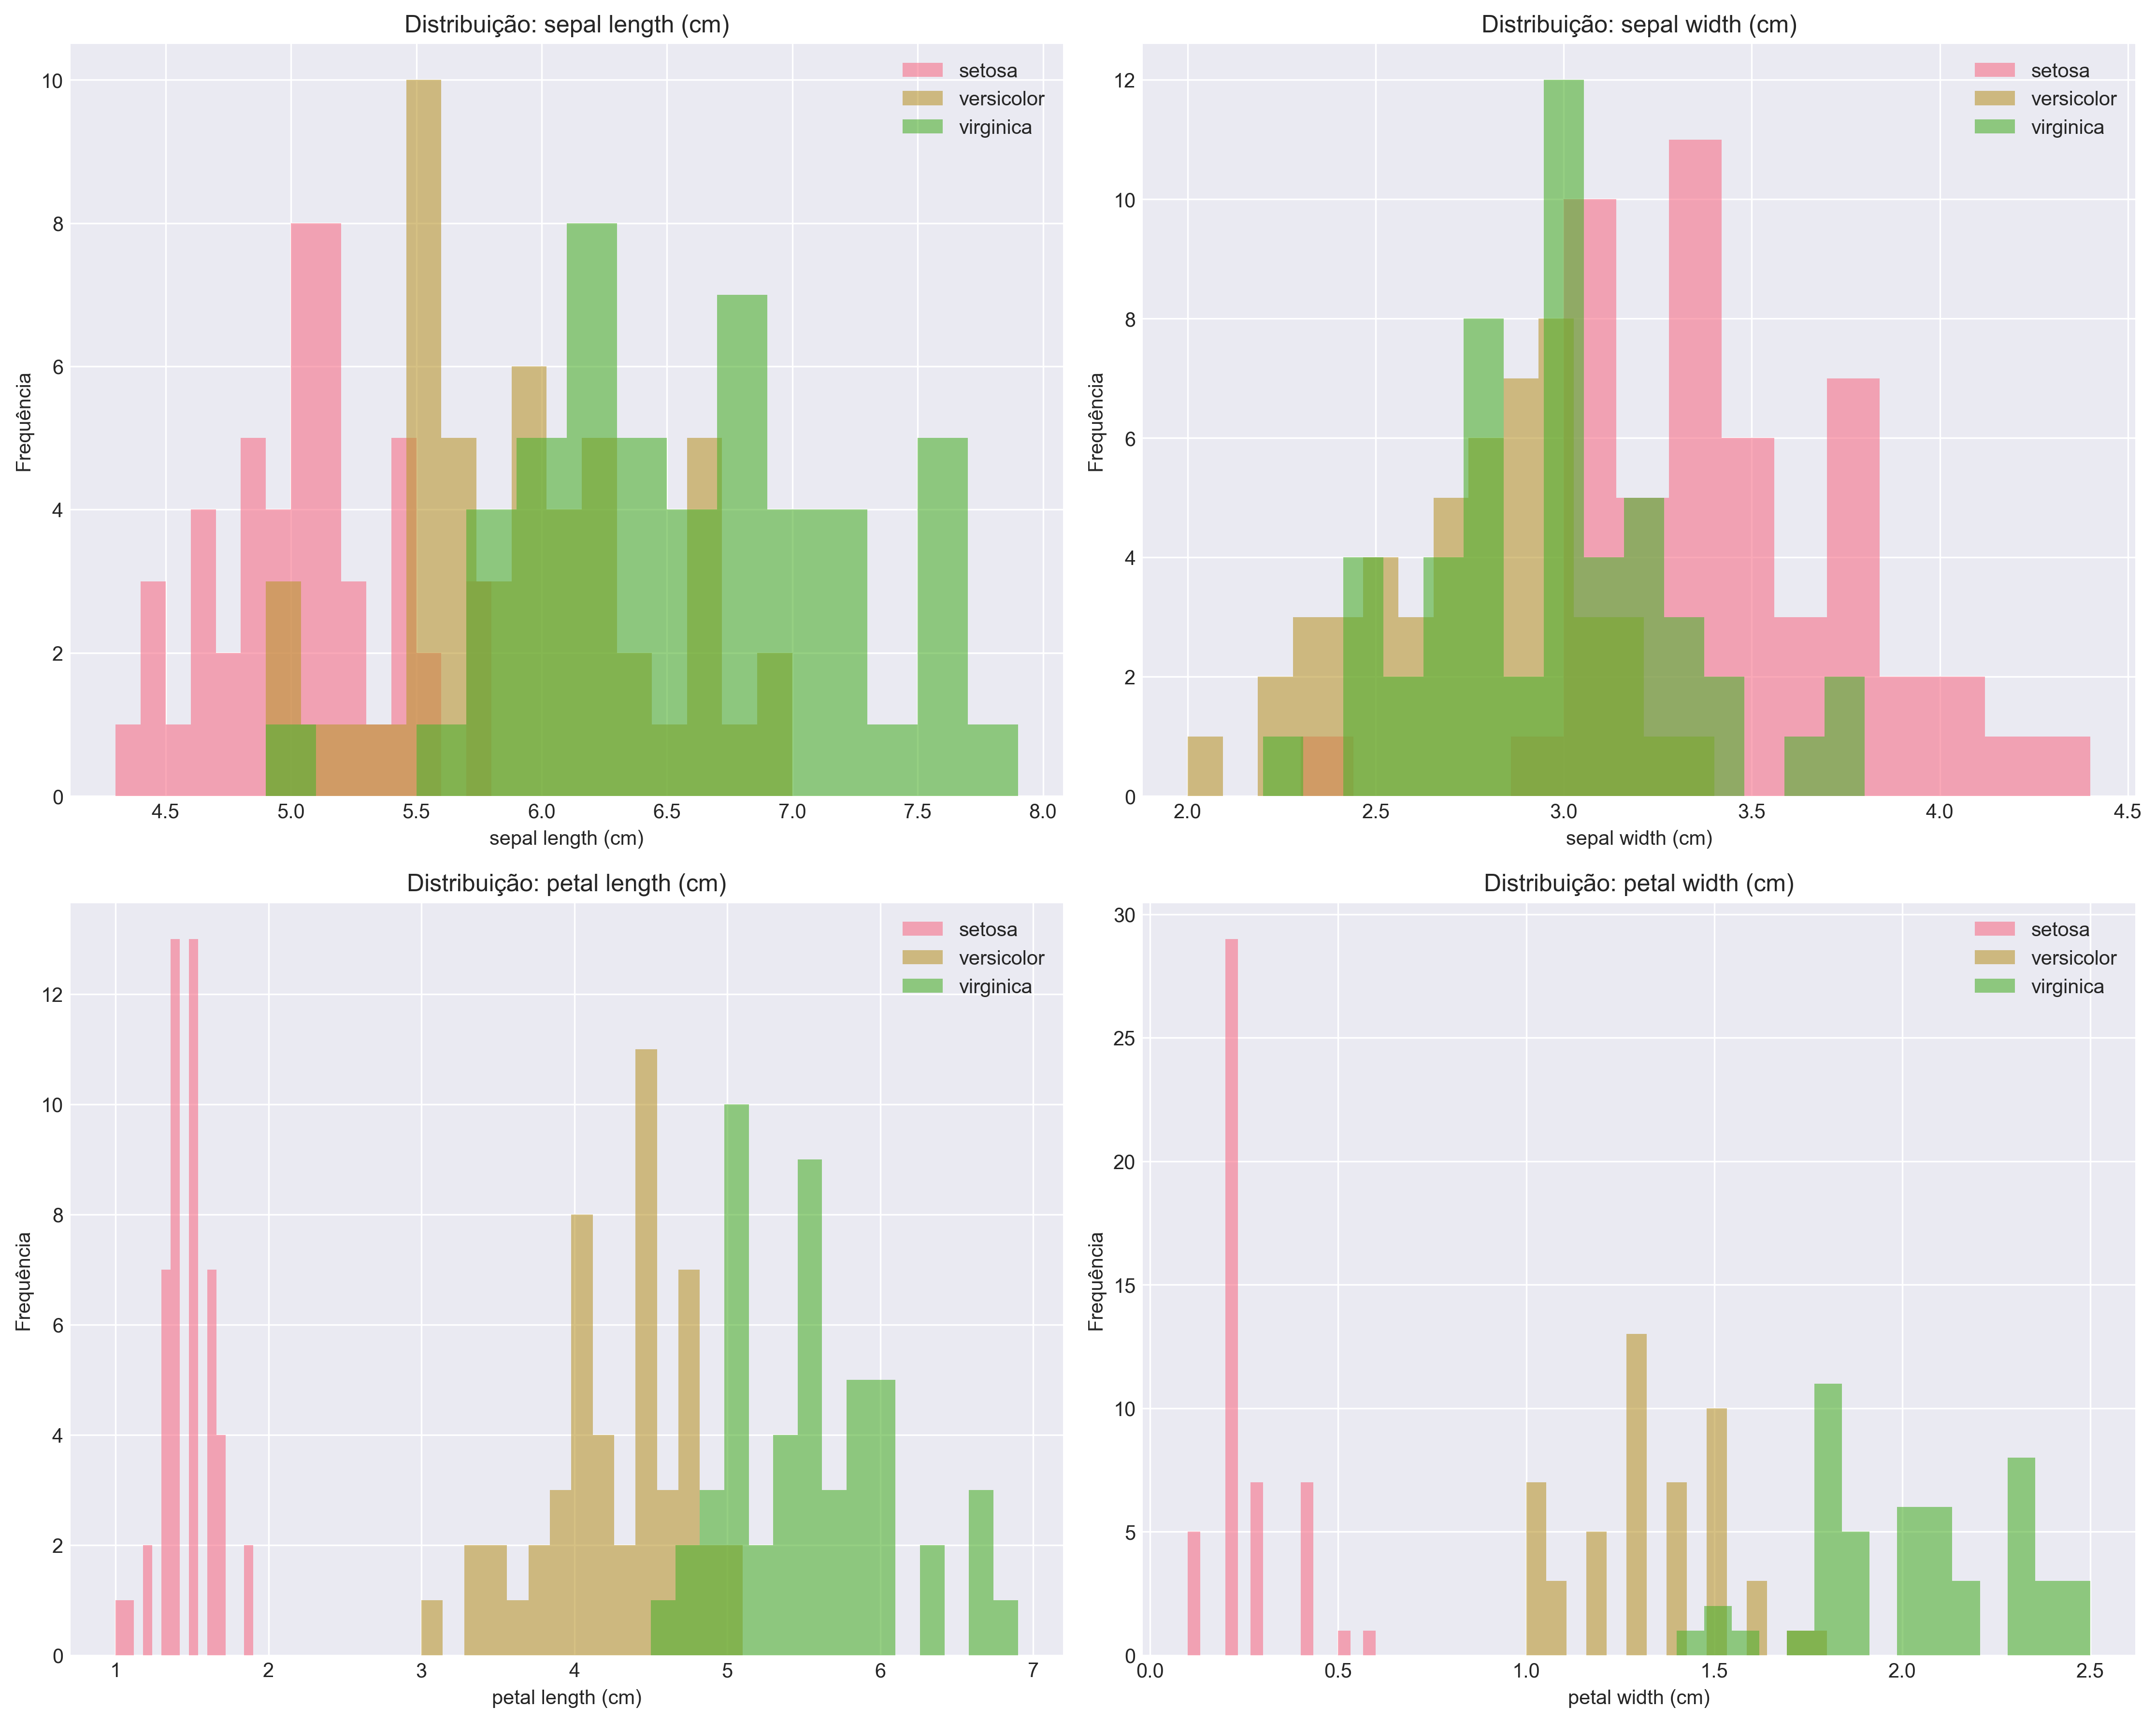 Distribuição: sepal length (cm)
setosa
versicolor
virginica
Frequência
10
8
6
4
2
0
4.5 5.0 5.5 6.0 6.5 7.0 7.5 8.0
sepal length (cm)
Distribuição: sepal width (cm)
setosa
versicolor
virginica
Frequência
12
10
8
6
4
2
0
2.0 2.5 3.0 3.5 4.0 4.5
sepal width (cm)
Distribuição: petal length (cm)
setosa
versicolor
virginica
Frequência
12
10
8
6
4
2
0
1 2 3 4 5 6 7
petal length (cm)
Distribuição: petal width (cm)
setosa
versicolor
virginica
Frequência
30
25
20
15
10
5
0
0.0 0.5 1.0 1.5 2.0 2.5
petal width (cm)